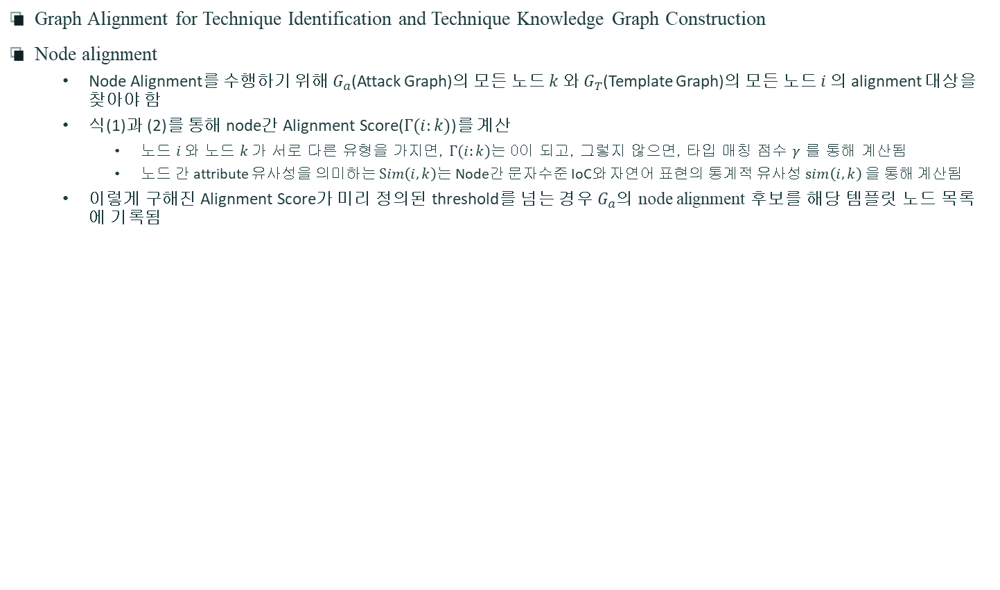 Graph Alignment for Technique Identification and Technique Knowledge Graph Construction
Node alignment
• Node Alignment를 수행하기 위해 𝐺ₐ(Attack Graph)의 모든 노드 𝑘 와 𝐺_𝑇(Template Graph)의 모든 노드 𝑖 의 alignment 대상을
찾아야 함
• 식(1)과 (2)를 통해 node간 Alignment Score(Γ(𝑖: 𝑘))를 계산
• 노드 𝑖 와 노드 𝑘 가 서로 다른 유형을 가지면, Γ(𝑖: 𝑘)는 0이 되고, 그렇지 않으면, 타입 매칭 점수 𝛾 를 통해 계산됨
• 노드 간 attribute 유사성을 의미하는 S𝑖𝑚(𝑖, 𝑘)는 Node간 문자수준 IoC와 자연어 표현의 통계적 유사성 𝑠𝑖𝑚(𝑖, 𝑘) 을 통해 계산됨
• 이렇게 구해진 Alignment Score가 미리 정의된 threshold를 넘는 경우 𝐺ₐ의 node alignment 후보를 해당 템플릿 노드 목록
에 기록됨